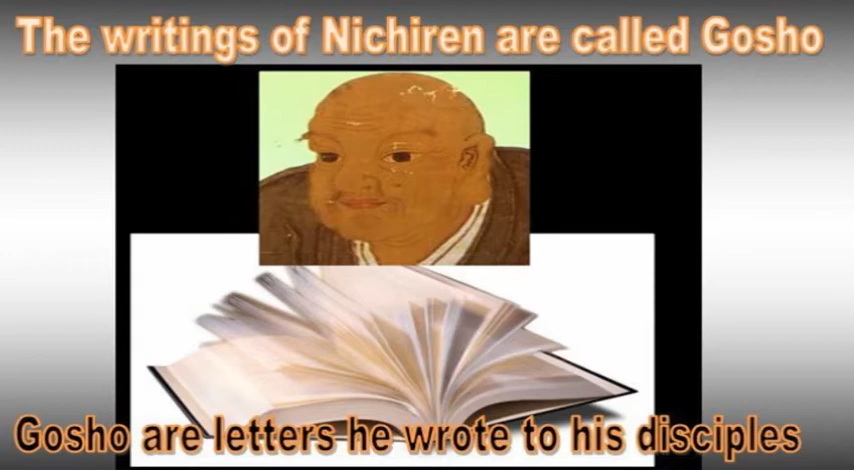 The writings of Nichiren are called Gosho
Gosho are letters he wrote to his disciples